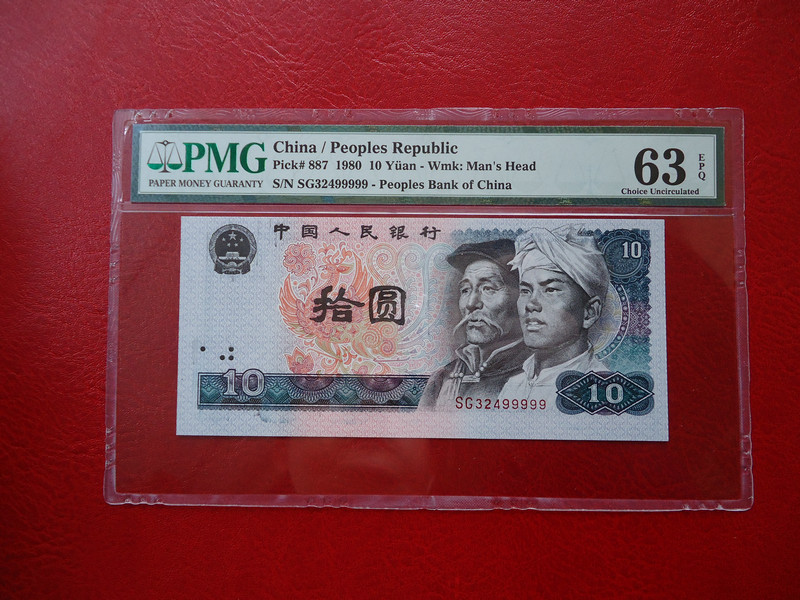 PMG
PAPER MONEY GUARANTY
China / Peoples Republic
Pick# 887 1980 10 Yüan - Wmk: Man's Head
S/N SG32499999 - Peoples Bank of China
63 EPQ
Choice Uncirculated
中国人民银行
10
拾圆
10
SG32499999
10